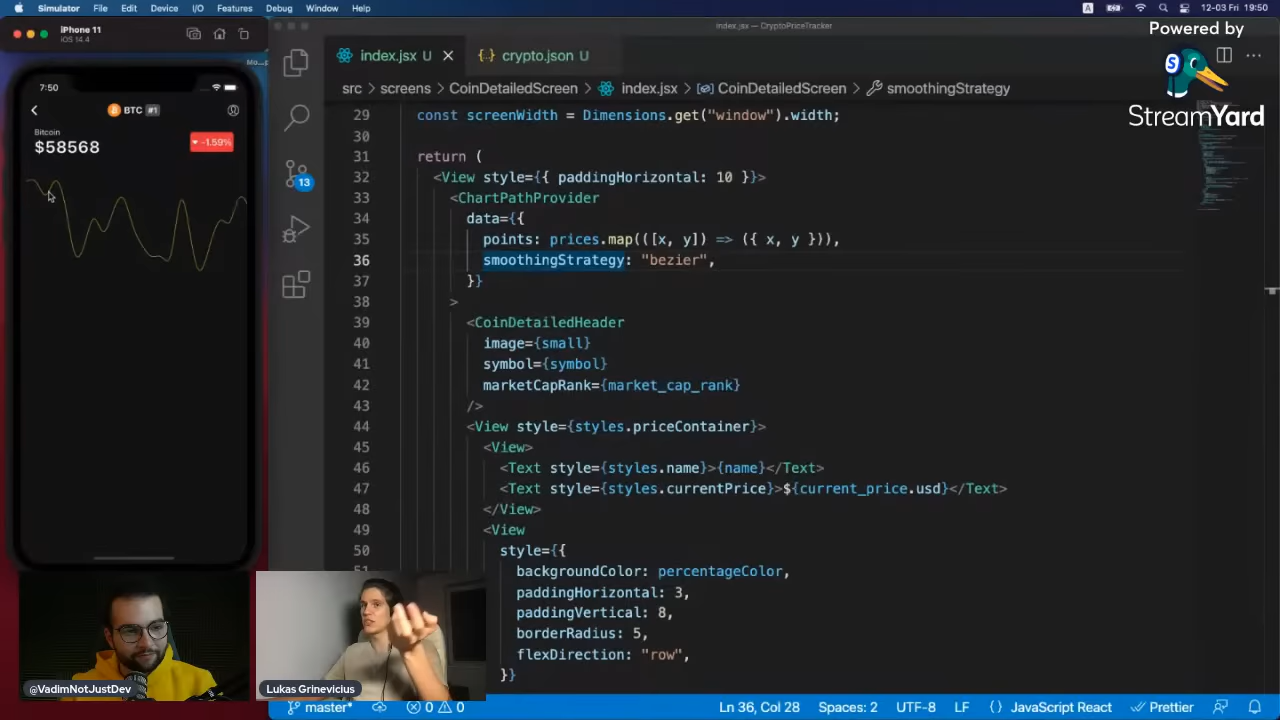 Simulator File Edit Device I/O Features Debug Window Help
A 12-03 Fri 19:50
iPhone 11
iOS 14.4
index.jsx — CryptoPriceTracker
Powered by
S
StreamYard
index.jsx U
crypto.json U
src > screens > CoinDetailedScreen > index.jsx > CoinDetailedScreen > smoothingStrategy
7:50
BTC #1
Bitcoin
$58568
-1.59%
13
29 const screenWidth = Dimensions.get("window").width;
30
31 return (
32 <View style={{ paddingHorizontal: 10 }}>
33 <ChartPathProvider
34 data={{
35 points: prices.map(([x, y]) => ({ x, y })),
36 smoothingStrategy: "bezier",
37 }}
38 >
39 <CoinDetailedHeader
40 image={small}
41 symbol={symbol}
42 marketCapRank={market_cap_rank}
43 />
44 <View style={styles.priceContainer}>
45 <View>
46 <Text style={styles.name}>{name}</Text>
47 <Text style={styles.currentPrice}>${current_price.usd}</Text>
48 </View>
49 <View
50 style={{
51 backgroundColor: percentageColor,
52 paddingHorizontal: 3,
53 paddingVertical: 8,
54 borderRadius: 5,
55 flexDirection: "row",
}}
@VadimNotJustDev
Lukas Grinevicius
master* 0 0
Ln 36, Col 28 Spaces: 2 UTF-8 LF {} JavaScript React Prettier